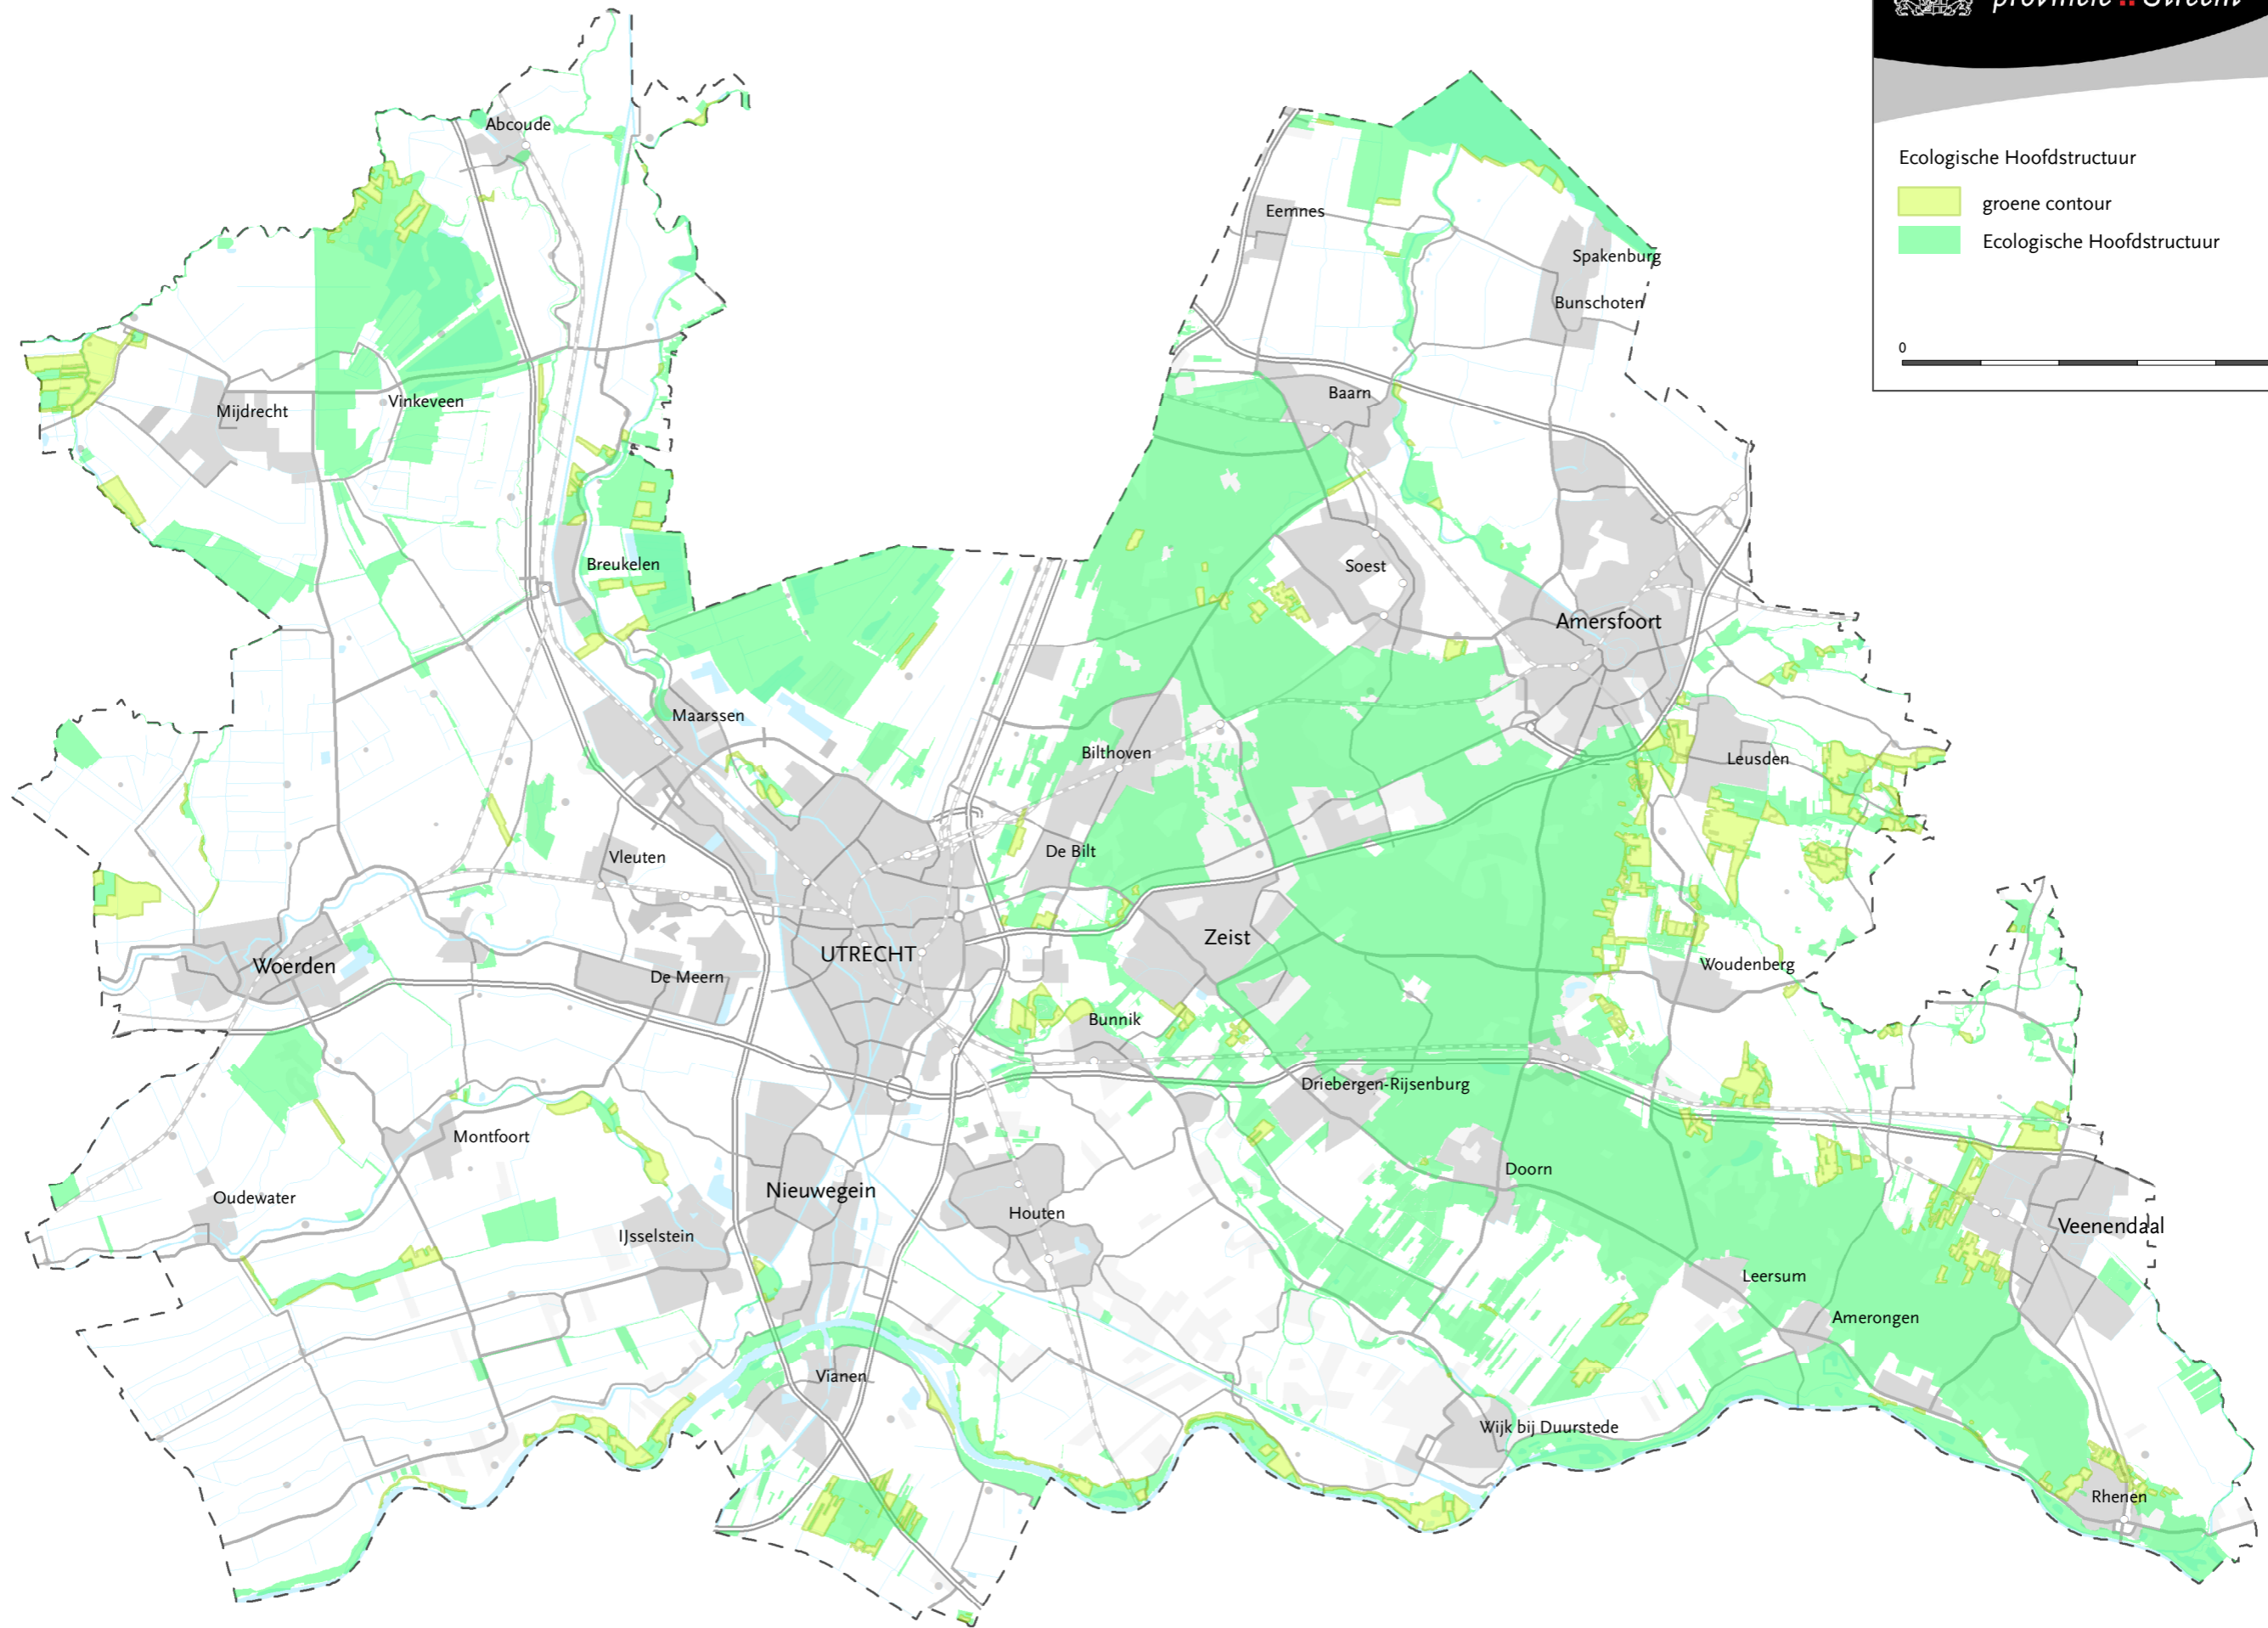 provincie :: Utrecht
Ecologische Hoofdstructuur
groene contour
Ecologische Hoofdstructuur
0
Abcoude
Eemnes
Spakenburg
Bunschoten
Baarn
Mijdrecht
Vinkeveen
Breukelen
Soest
Amersfoort
Maarssen
Bilthoven
Leusden
Vleuten
De Bilt
Zeist
UTRECHT
Woerden
De Meern
Woudenberg
Bunnik
Driebergen-Rijsenburg
Montfoort
Doorn
Oudewater
Nieuwegein
Houten
Veenendaal
IJsselstein
Leersum
Amerongen
Vianen
Wijk bij Duurstede
Rhenen